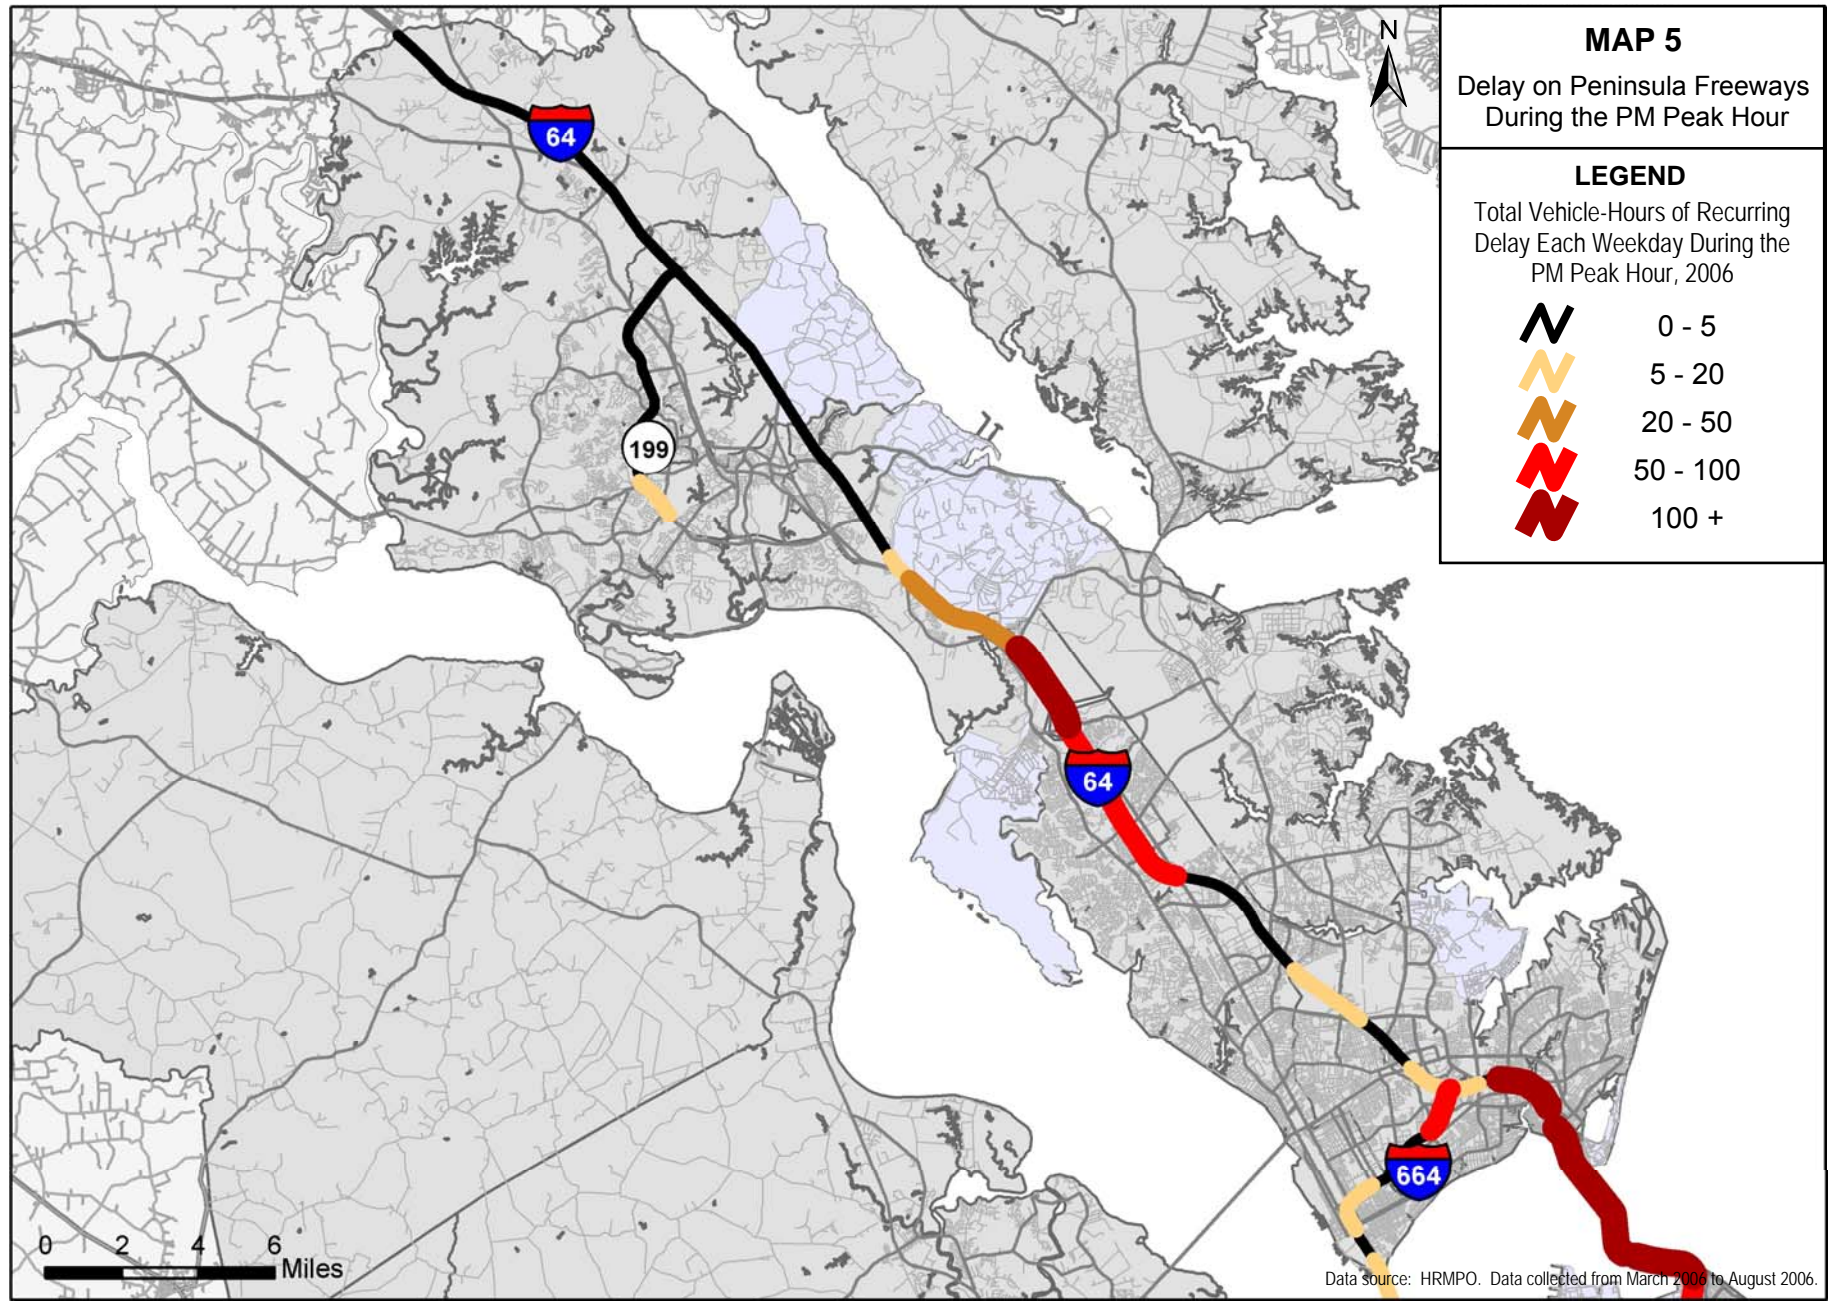 MAP 5
Delay on Peninsula Freeways
During the PM Peak Hour
LEGEND
Total Vehicle-Hours of Recurring
Delay Each Weekday During the
PM Peak Hour, 2006
0 - 5
5 - 20
20 - 50
50 - 100
100 +
N
64
199
64
664
0 2 4 6
Miles
Data source: HRMPO. Data collected from March 2006 to August 2006.